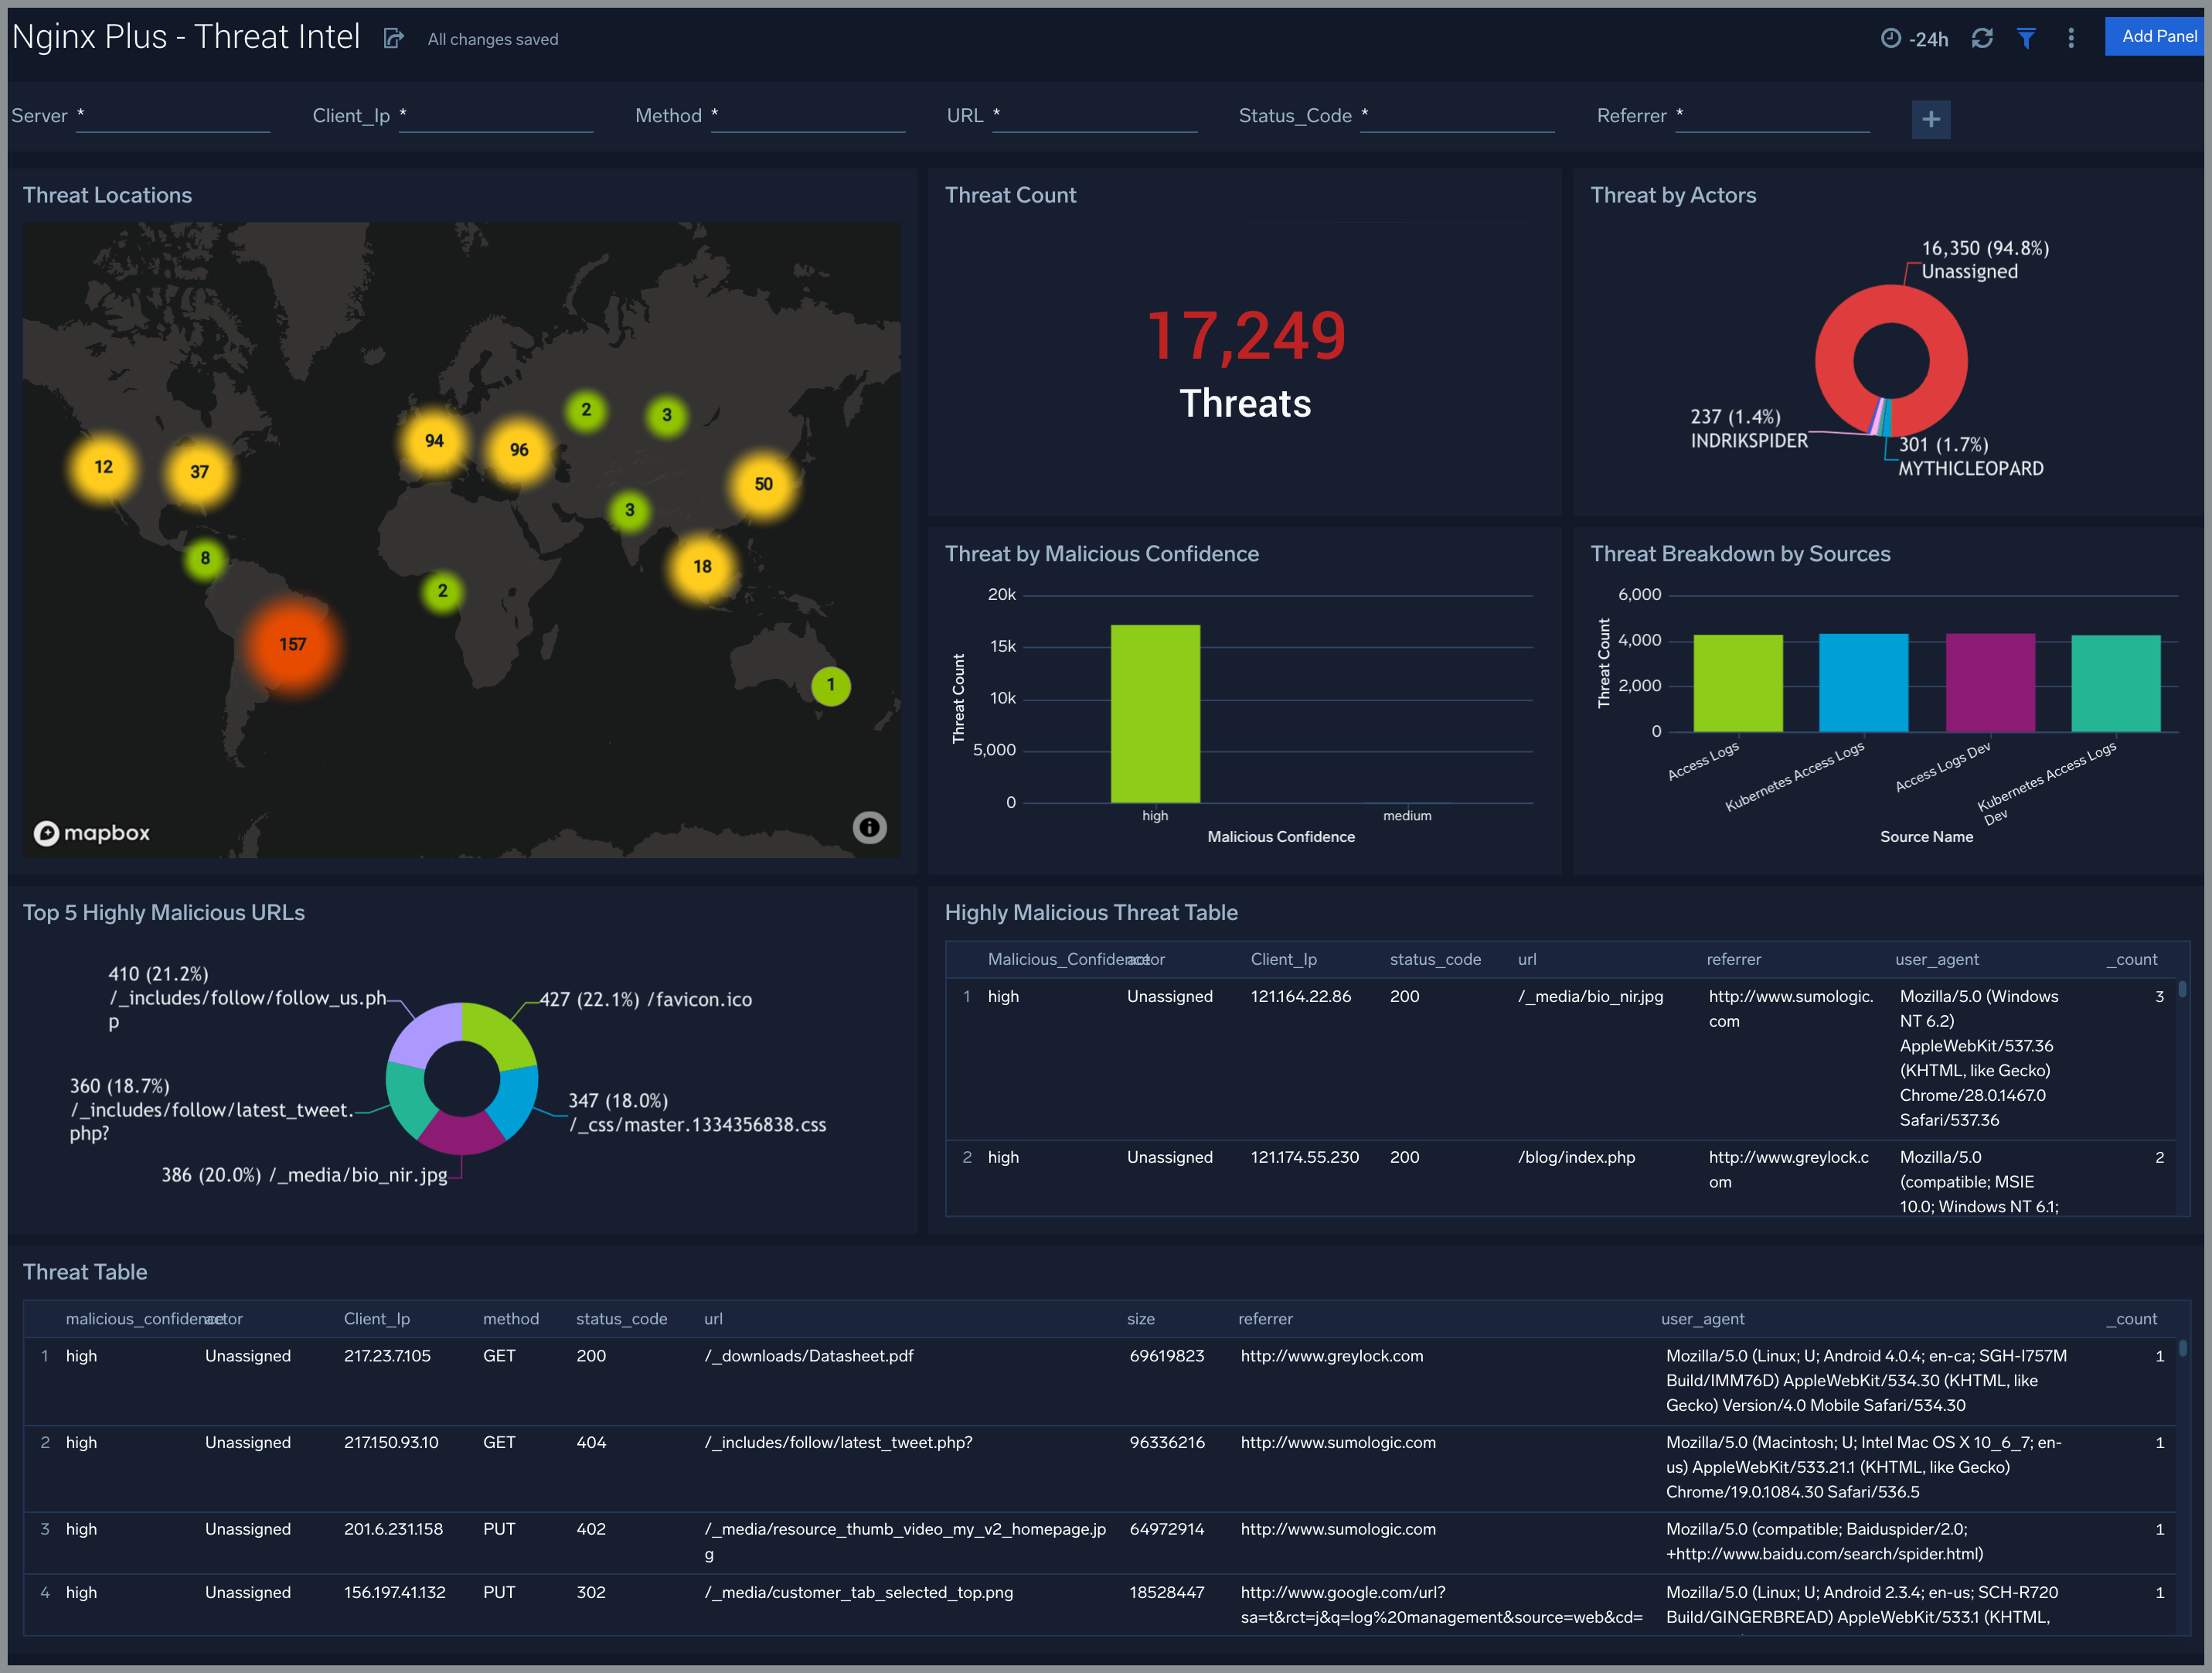 Nginx Plus - Threat Intel
All changes saved
-24h
Add Panel
Server *
Client_Ip *
Method *
URL *
Status_Code *
Referrer *
+
Threat Locations
2
3
94
96
12
37
50
3
8
18
2
157
1
mapbox
Threat Count
17,249
Threats
Threat by Actors
16,350 (94.8%)
Unassigned
237 (1.4%)
INDRIKSPIDER
301 (1.7%)
MYTHICLEOPARD
Threat by Malicious Confidence
20k
15k
10k
5,000
0
Threat Count
high
medium
Malicious Confidence
Threat Breakdown by Sources
6,000
4,000
2,000
0
Threat Count
Access Logs
Kubernetes Access Logs
Access Logs Dev
Kubernetes Access Logs
Dev
Source Name
Top 5 Highly Malicious URLs
410 (21.2%)
/_includes/follow/follow_us.ph
p
427 (22.1%) /favicon.ico
360 (18.7%)
/_includes/follow/latest_tweet.
php?
347 (18.0%)
/_css/master.1334356838.css
386 (20.0%) /_media/bio_nir.jpg
Highly Malicious Threat Table
Malicious_Confidence actor Client_Ip status_code url referrer user_agent _count
1 high Unassigned 121.164.22.86 200 /_media/bio_nir.jpg http://www.sumologic. Mozilla/5.0 (Windows 3
com NT 6.2)
AppleWebKit/537.36
(KHTML, like Gecko)
Chrome/28.0.1467.0
Safari/537.36
2 high Unassigned 121.174.55.230 200 /blog/index.php http://www.greylock.c Mozilla/5.0 2
om (compatible; MSIE
10.0; Windows NT 6.1;
Threat Table
malicious_confidence actor Client_Ip method status_code url size referrer user_agent _count
1 high Unassigned 217.23.7.105 GET 200 /_downloads/Datasheet.pdf 69619823 http://www.greylock.com Mozilla/5.0 (Linux; U; Android 4.0.4; en-ca; SGH-I757M 1
Build/IMM76D) AppleWebKit/534.30 (KHTML, like
Gecko) Version/4.0 Mobile Safari/534.30
2 high Unassigned 217.150.93.10 GET 404 /_includes/follow/latest_tweet.php? 96336216 http://www.sumologic.com Mozilla/5.0 (Macintosh; U; Intel Mac OS X 10_6_7; en- 1
us) AppleWebKit/533.21.1 (KHTML, like Gecko)
Chrome/19.0.1084.30 Safari/536.5
3 high Unassigned 201.6.231.158 PUT 402 /_media/resource_thumb_video_my_v2_homepage.jp 64972914 http://www.sumologic.com Mozilla/5.0 (compatible; Baiduspider/2.0; 1
g +http://www.baidu.com/search/spider.html)
4 high Unassigned 156.197.41.132 PUT 302 /_media/customer_tab_selected_top.png 18528447 http://www.google.com/url? Mozilla/5.0 (Linux; U; Android 2.3.4; en-us; SCH-R720 1
sa=t&rct=j&q=log%20management&source=web&cd= Build/GINGERBREAD) AppleWebKit/533.1 (KHTML,